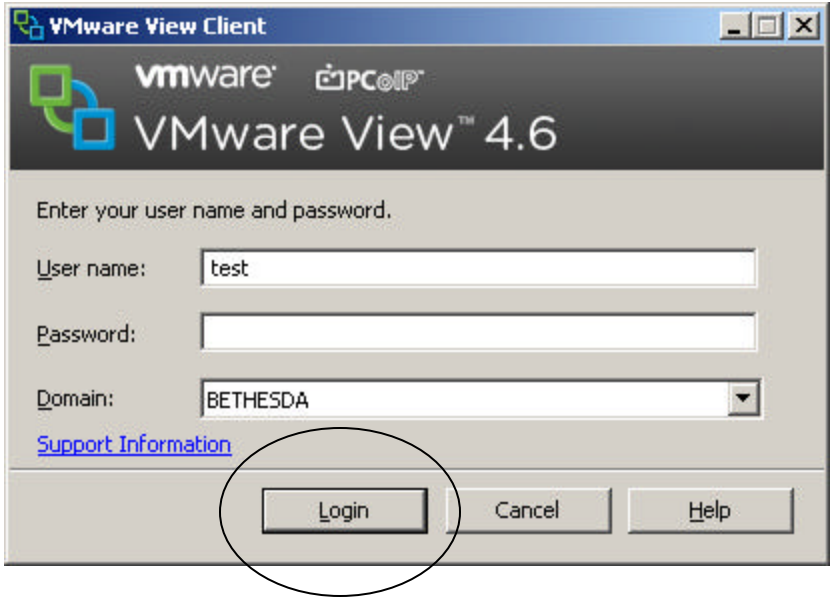 VMware View Client
vmware PCoIP
VMware View™ 4.6
Enter your user name and password.
User name: test
Password:
Domain: BETHESDA
Support Information
Login Cancel Help